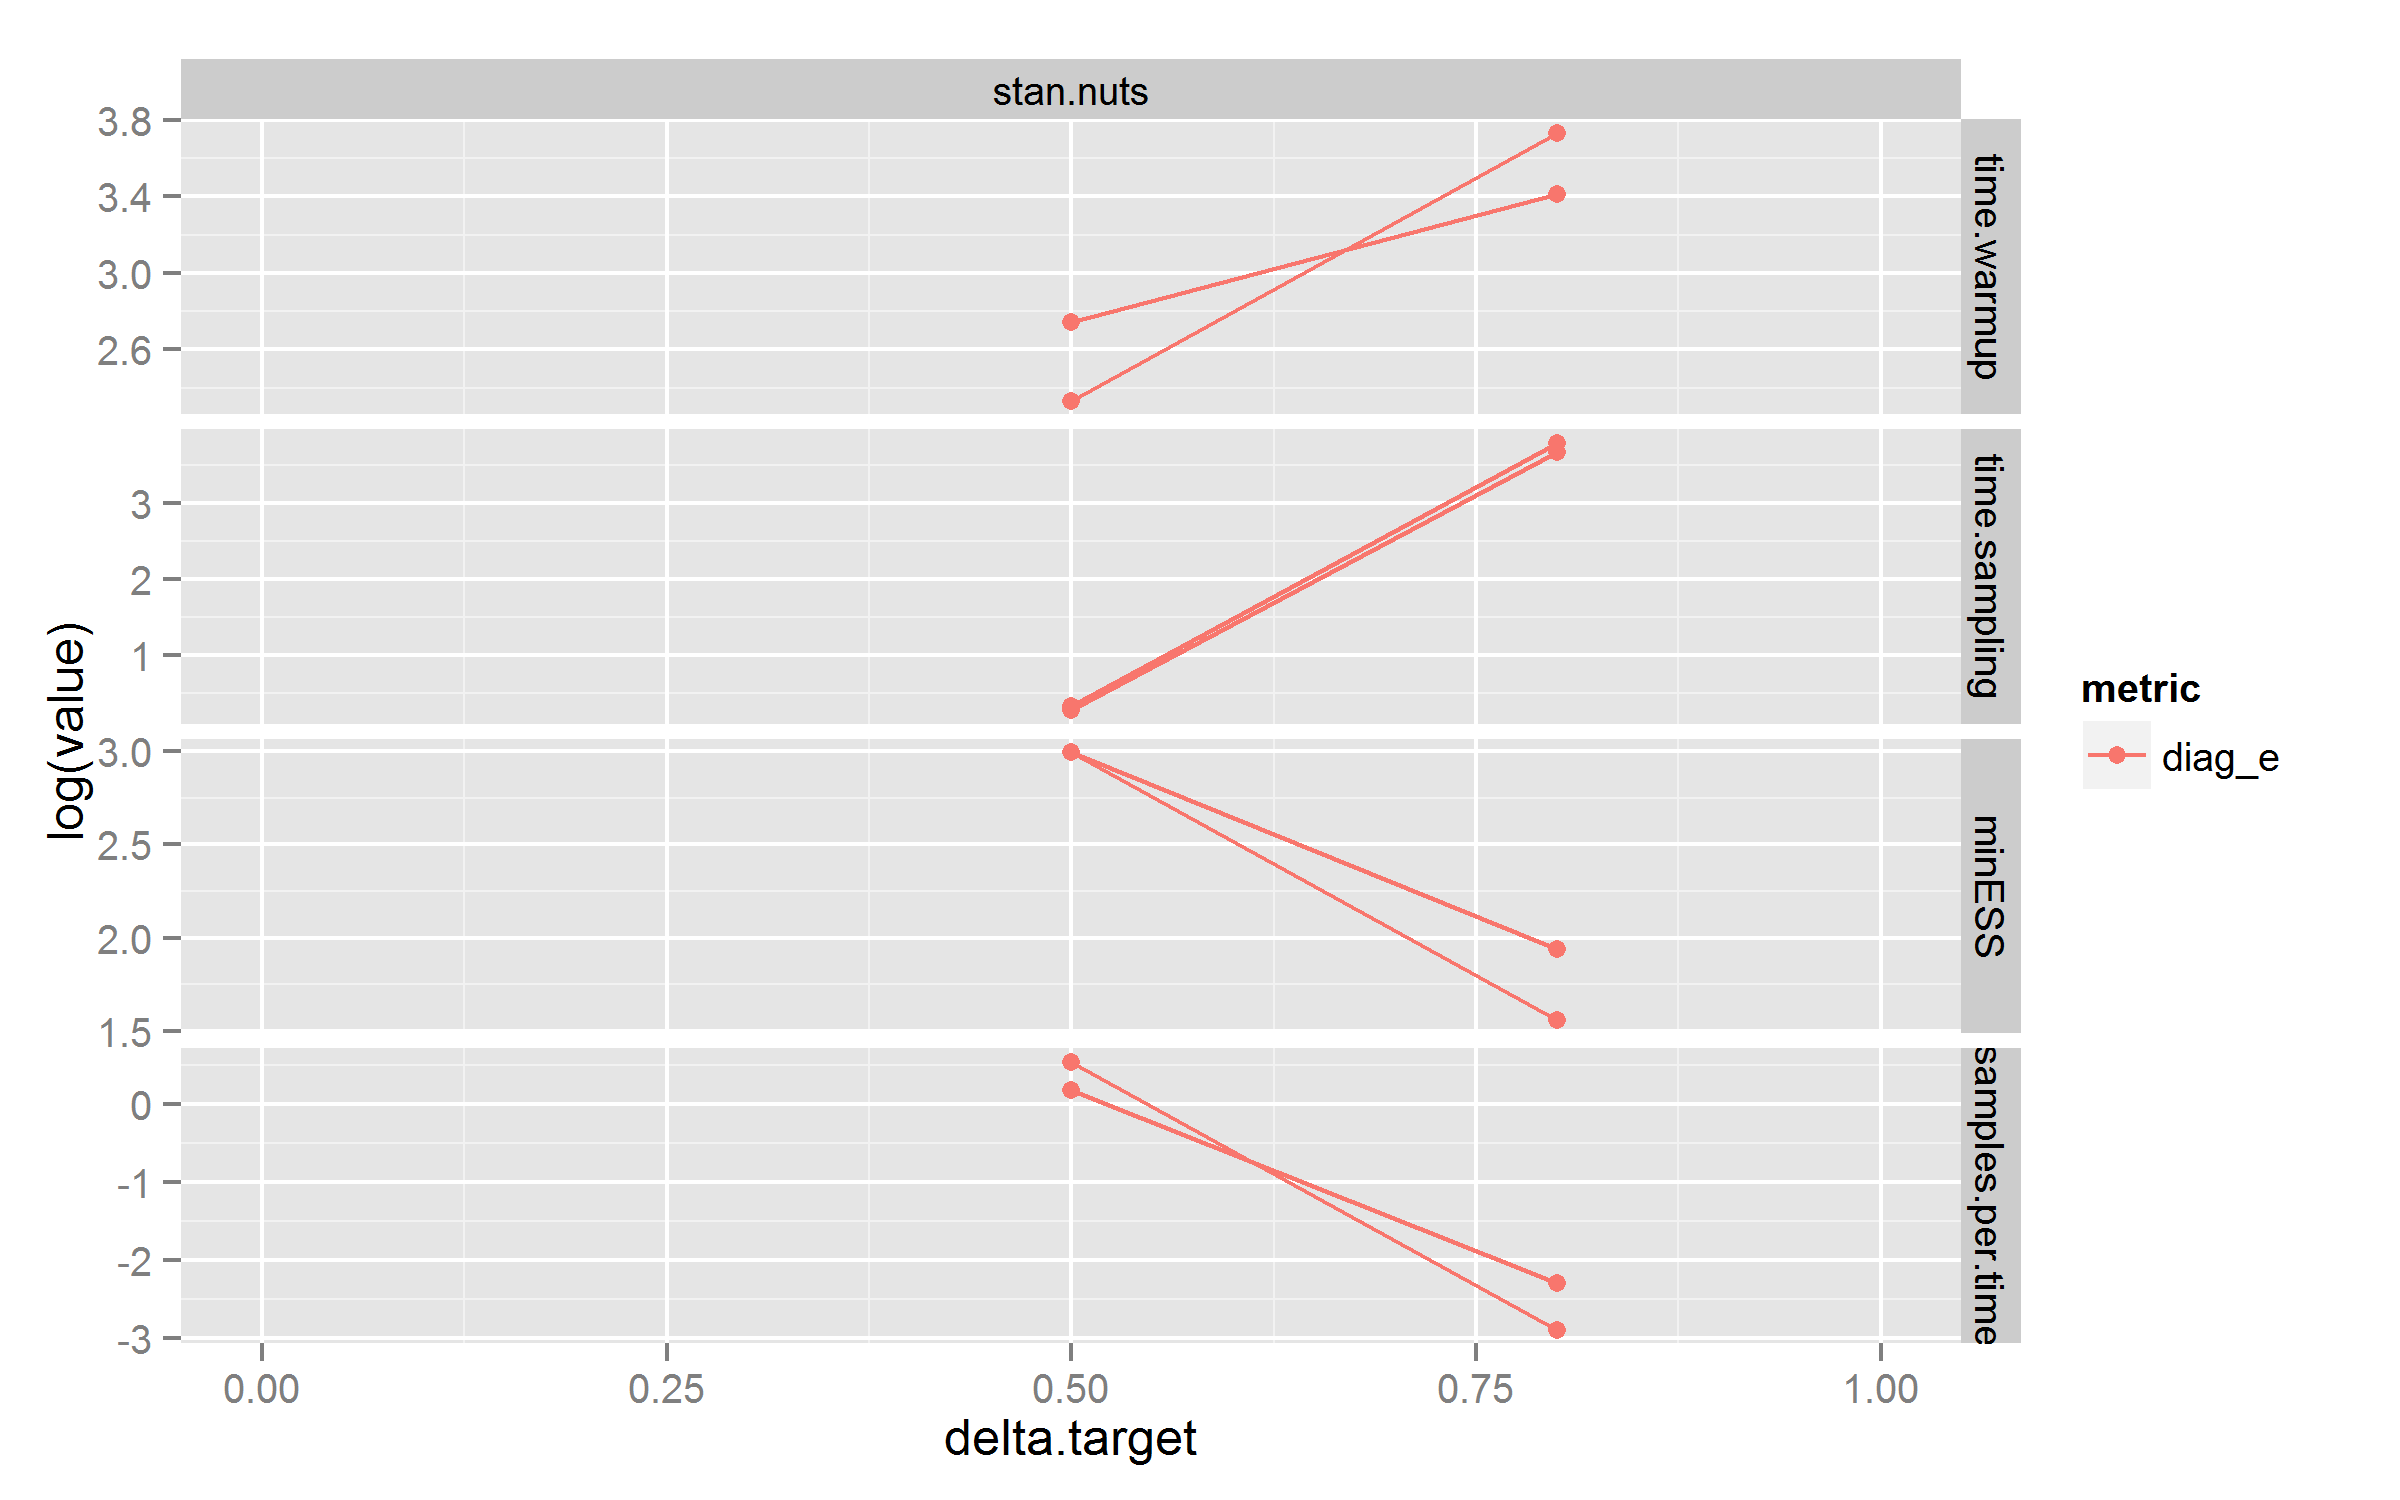 stan.nuts
3.8
3.4
3.0
2.6
time.warmup
3
2
1
time.sampling
3.0
2.5
2.0
1.5
minESS
0
-1
-2
-3
samples.per.time
log(value)
0.00 0.25 0.50 0.75 1.00
delta.target
metric
diag_e